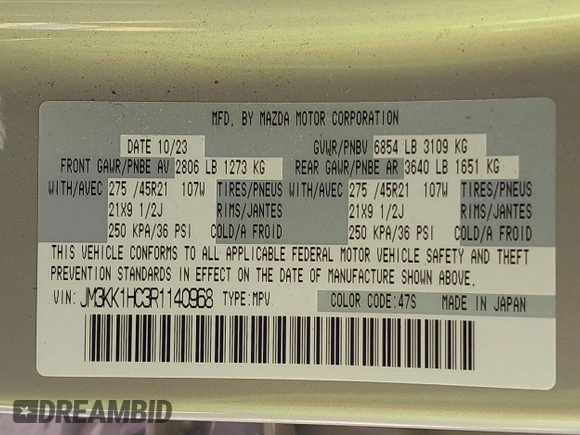 MFD. BY MAZDA MOTOR CORPORATION
DATE 10/23 GVWR/PNBV 6854 LB 3109 KG
FRONT GAWR/PNBE AV 2806 LB 1273 KG REAR GAWR/PNBE AR 3640 LB 1651 KG
WITH/AVEC 275 /45R21 107W TIRES/PNEUS WITH/AVEC 275 /45R21 107W TIRES/PNEUS
21X9 1/2J RIMS/JANTES 21X9 1/2J RIMS/JANTES
250 KPA/36 PSI COLD/A FROID 250 KPA/36 PSI COLD/A FROID
THIS VEHICLE CONFORMS TO ALL APPLICABLE FEDERAL MOTOR VEHICLE SAFETY AND THEFT
PREVENTION STANDARDS IN EFFECT ON THE DATE OF MANUFACTURE SHOWN ABOVE.
VIN: JM3KK1HC3R1140968 TYPE:MPV COLOR CODE:47S MADE IN JAPAN
DREAMBID